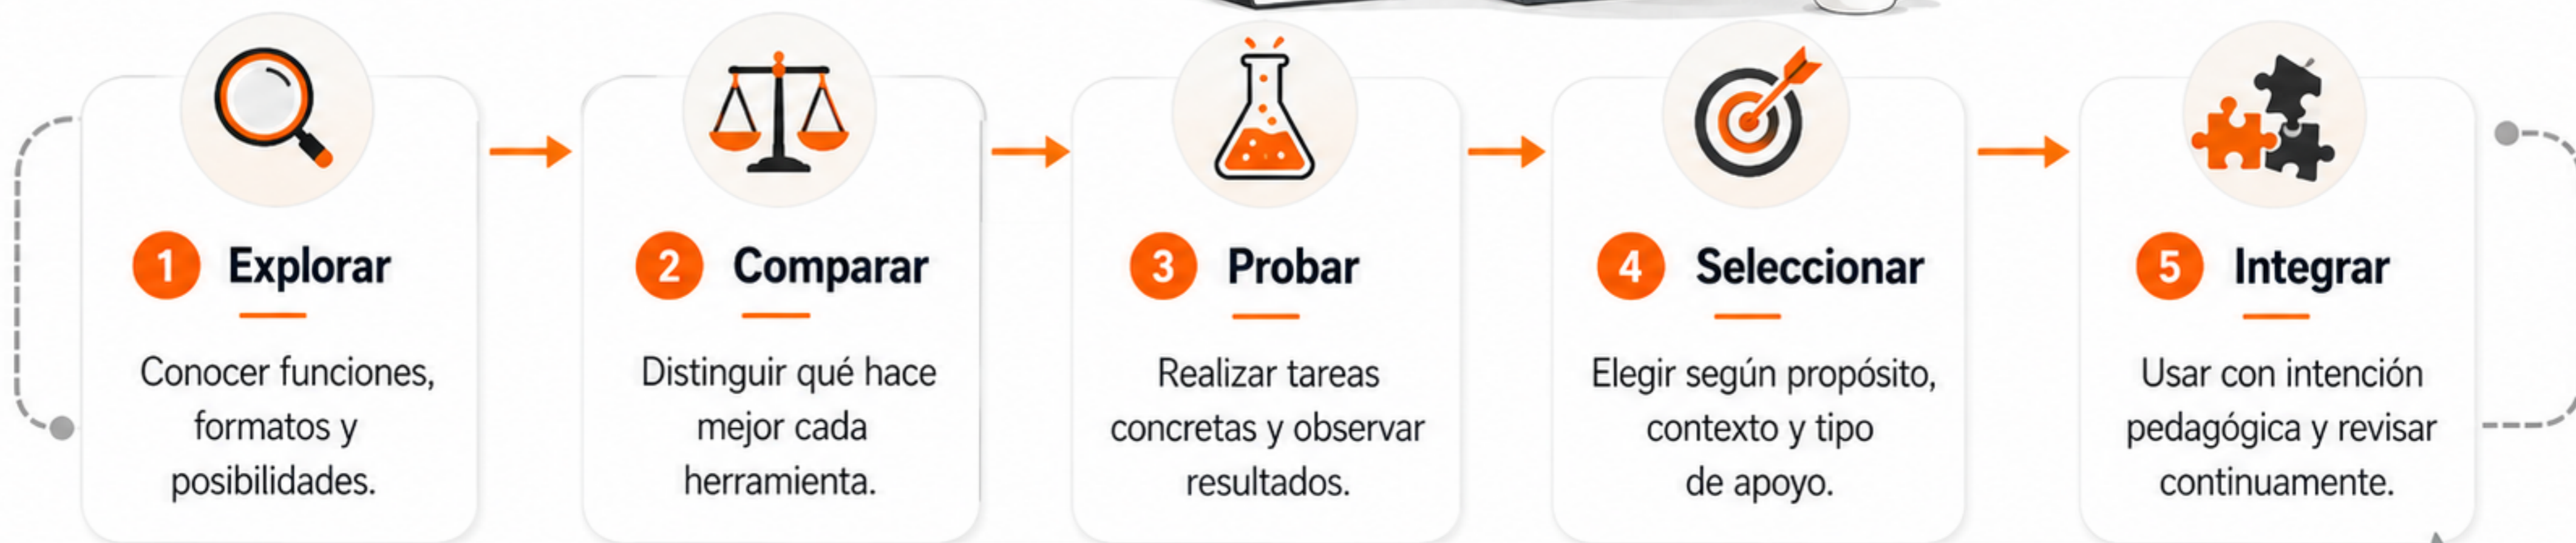 1 Explorar
Conocer funciones,
formatos y
posibilidades.
2 Comparar
Distinguir qué hace
mejor cada
herramienta.
3 Probar
Realizar tareas
concretas y observar
resultados.
4 Seleccionar
Elegir según propósito,
contexto y tipo
de apoyo.
5 Integrar
Usar con intención
pedagógica y revisar
continuamente.